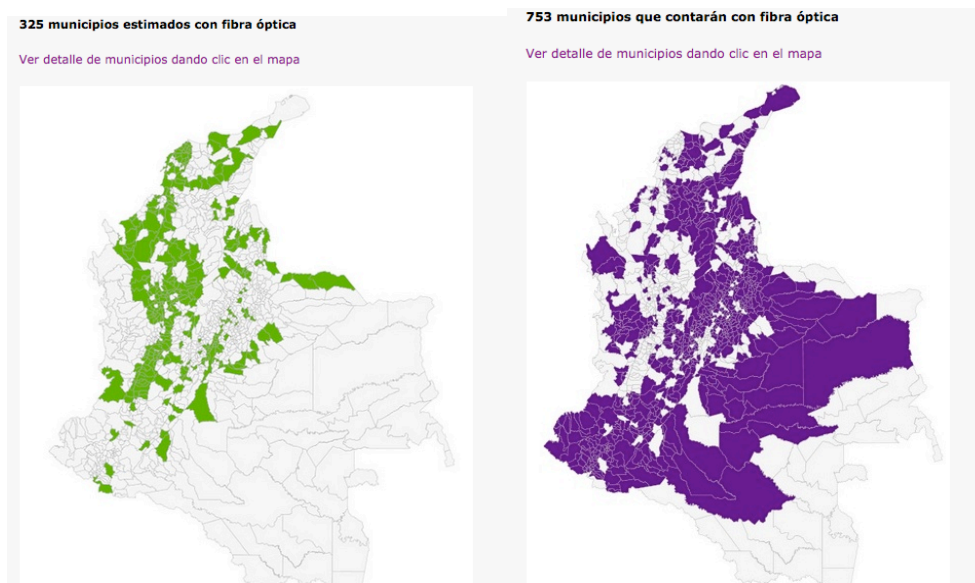 325 municipios estimados con fibra óptica
Ver detalle de municipios dando clic en el mapa
753 municipios que contarán con fibra óptica
Ver detalle de municipios dando clic en el mapa